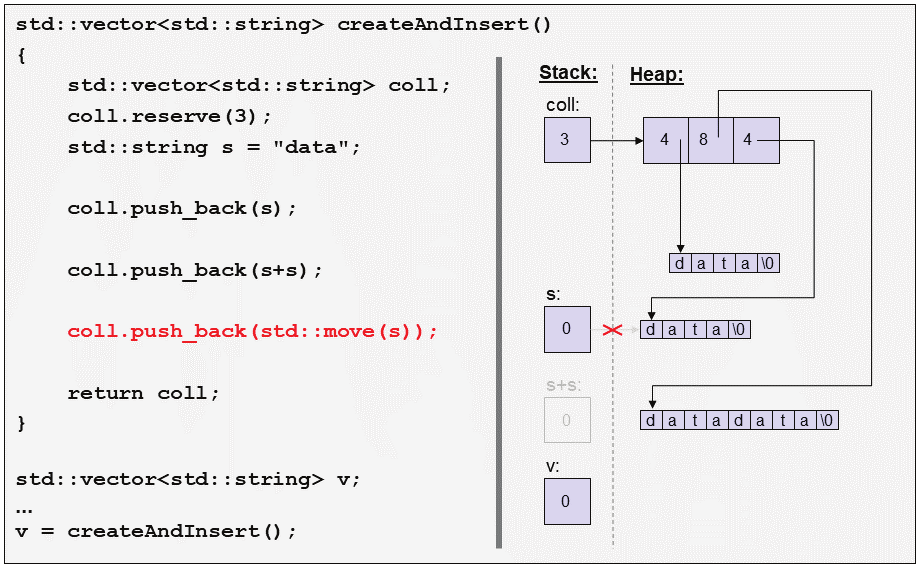 std::vector<std::string> createAndInsert()
{
    std::vector<std::string> coll;
    coll.reserve(3);
    std::string s = "data";
    coll.push_back(s);
    coll.push_back(s+s);
    coll.push_back(std::move(s));
    return coll;
}
std::vector<std::string> v;
...
v = createAndInsert();
Stack: Heap:
coll:
3 4 8 4
d a t a \0
s:
0 d a t a \0
s+s:
0 d a t a d a t a \0
v:
0